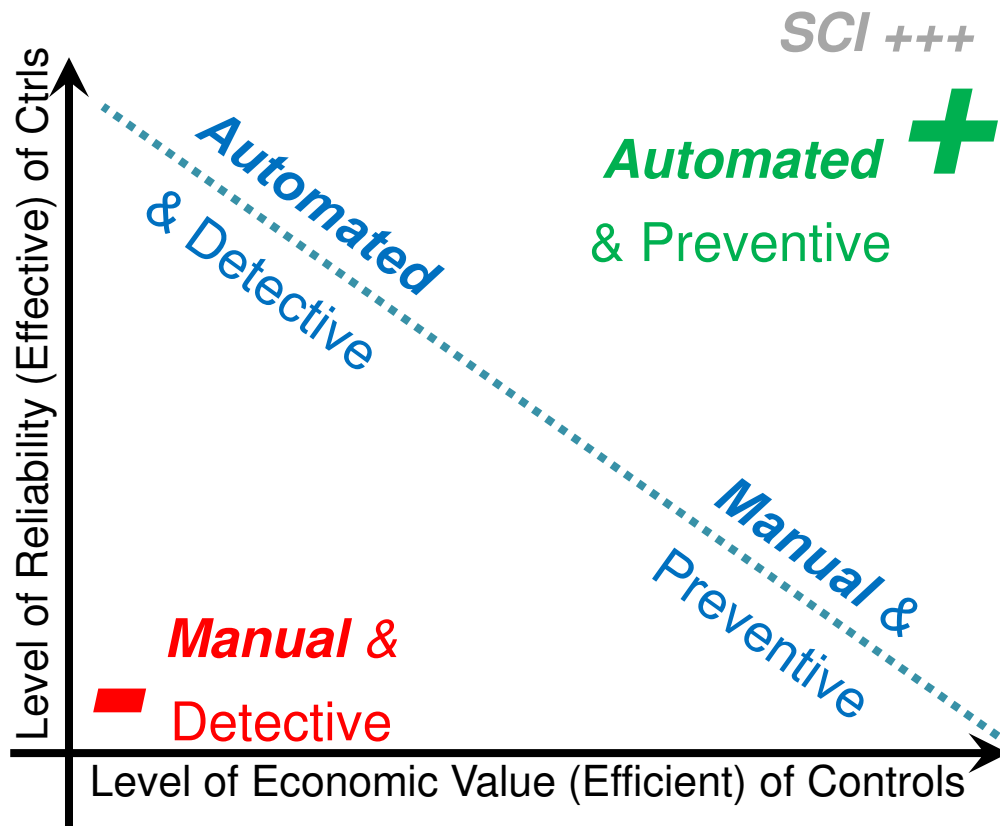 SCI +++
Level of Reliability (Effective) of Ctrls
Automated
& Detective
+
Automated
& Preventive
Manual &
Preventive
Manual &
- Detective
Level of Economic Value (Efficient) of Controls